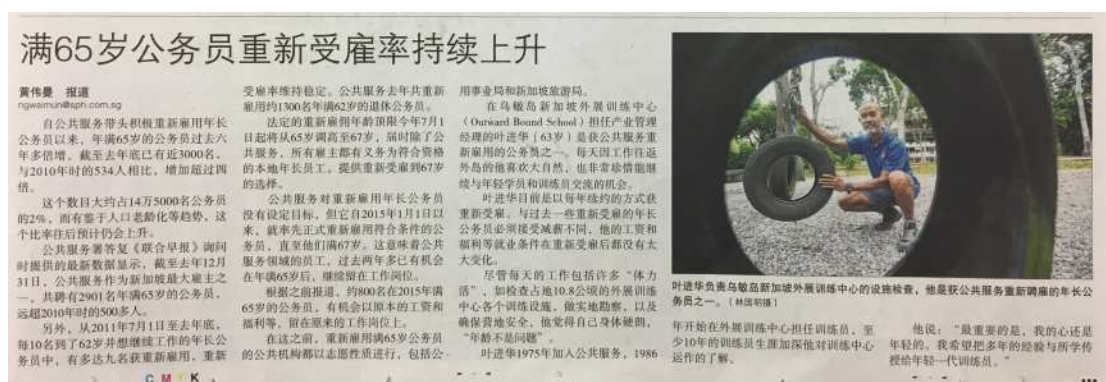 满65岁公务员重新受雇率持续上升
黄伟曼 报道
ngwaimun@sph.com.sg
自公共服务带头积极重新雇用年长
公务员以来，年满65岁的公务员过去六
年多倍增。截至去年底已有近3000名，
与2010年时的534人相比，增加超过四
倍。
这个数目大约占14万5000名公务员
的2%，而有鉴于人口老龄化等趋势，这
个比率往后预计仍会上升。
公共服务署答复《联合早报》询问
时提供的最新数据显示，截至去年12月
31日，公共服务作为新加坡最大雇主之
一，共聘有2901名年满65岁的公务员，
远超2010年时的500多人。
另外，从2011年7月1日至去年底，
每10名到了62岁并想继续工作的年长公
务员中，有多达九名获重新雇用。重新
受雇率维持稳定。公共服务去年共重新
雇用约1300名年满62岁的退休公务员。
法定的重新雇佣年龄顶限今年7月1
日起将从65岁调高至67岁，届时除了公
共服务，所有雇主都有义务为符合资格
的本地年长员工，提供重新受雇到67岁
的选择。
公共服务对重新雇用年长公务员
没有设定目标，但它自2015年1月1日以
来，就率先正式重新雇用符合条件的公
务员，直至他们满67岁。这意味着公共
服务领域的员工，过去两年多已有机会
在年满65岁后，继续留在工作岗位。
根据之前报道，约800名在2015年满
65岁的公务员，有机会以原本的工资和
福利等，留在原来的工作岗位上。
在这之前，重新雇用满65岁公务员
的公共机构都以志愿性质进行，包括公
用事业局和新加坡旅游局。
在乌敏岛新加坡外展训练中心
（Outward Bound School）担任产业管理
经理的叶进华（63岁）是获公共服务重
新雇用的公务员之一。每天因工作往返
外岛的他喜欢大自然，也非常珍惜能继
续与年轻学员和训练员交流的机会。
叶进华目前是以每年续约的方式获
重新受雇。与过去一些重新受雇的年长
公务员必须接受减薪不同，他的工资和
福利等就业条件在重新受雇后都没有太
大变化。
尽管每天的工作包括许多“体力
活”，如检查占地10.8公顷的外展训练
中心各个训练设施，做实地勘察，以及
确保营地安全，他觉得自己身体硬朗，
“年龄不是问题”。
叶进华1975年加入公共服务，1986
叶进华负责乌敏岛新加坡外展训练中心的设施检查，他是获公共服务重新聘雇的年长公
务员之一。（林国明摄）
年开始在外展训练中心担任训练员，至
少10年的训练员生涯加深他对训练中心
运作的了解。
他说：“最重要的是，我的心还是
年轻的。我希望把多年的经验与所学传
授给年轻一代训练员。”
C M Y K